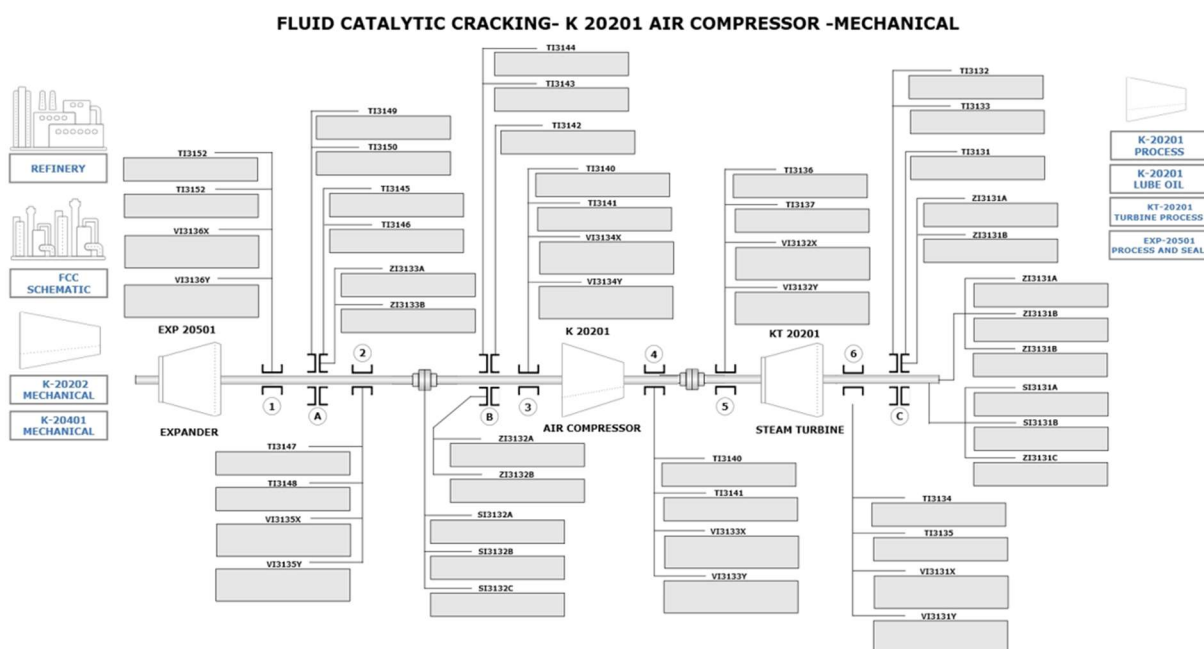 FLUID CATALYTIC CRACKING- K 20201 AIR COMPRESSOR -MECHANICAL
REFINERY
FCC
SCHEMATIC
K-20202
MECHANICAL
K-20401
MECHANICAL
TI3152
TI3152
VI3136X
VI3136Y
EXP 20501
EXPANDER
1
TI3149
TI3150
TI3145
TI3146
ZI3133A
ZI3133B
A
2
TI3147
TI3148
VI3135X
VI3135Y
TI3144
TI3143
TI3142
B
ZI3132A
ZI3132B
SI3132A
SI3132B
SI3132C
TI3140
TI3141
VI3134X
VI3134Y
K 20201
3
AIR COMPRESSOR
4
TI3140
TI3141
VI3133X
VI3133Y
TI3136
TI3137
VI3132X
VI3132Y
KT 20201
5
STEAM TURBINE
6
TI3134
TI3135
VI3131X
VI3131Y
TI3132
TI3133
TI3131
ZI3131A
ZI3131B
C
ZI3131A
ZI3131B
ZI3131B
SI3131A
SI3131B
ZI3131C
K-20201
PROCESS
K-20201
LUBE OIL
KT-20201
TURBINE PROCESS
EXP-20501
PROCESS AND SEAL